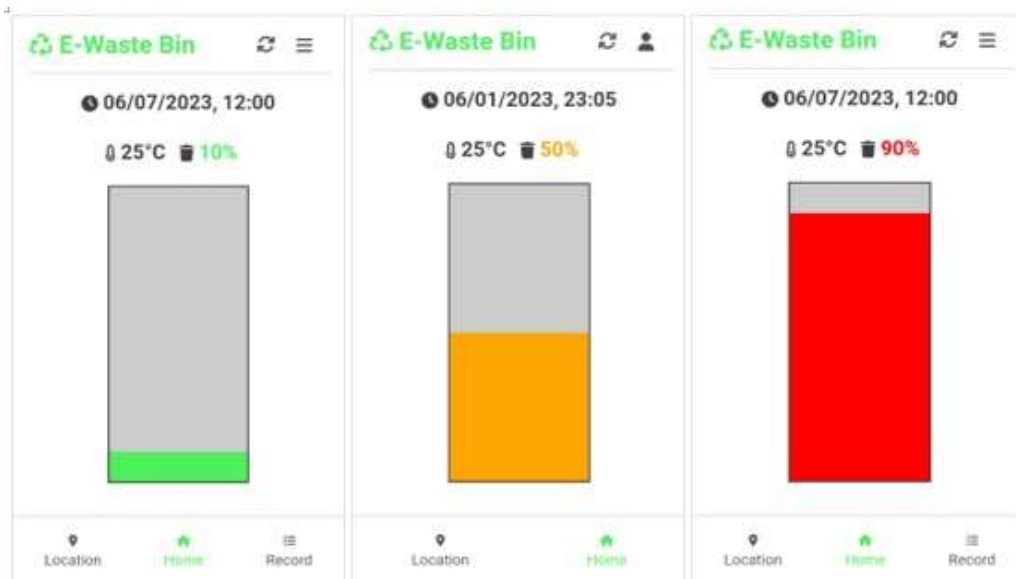 E-Waste Bin
06/07/2023, 12:00
25°C 10%
Location Home Record
E-Waste Bin
06/01/2023, 23:05
25°C 50%
Location Home
E-Waste Bin
06/07/2023, 12:00
25°C 90%
Location Home Record